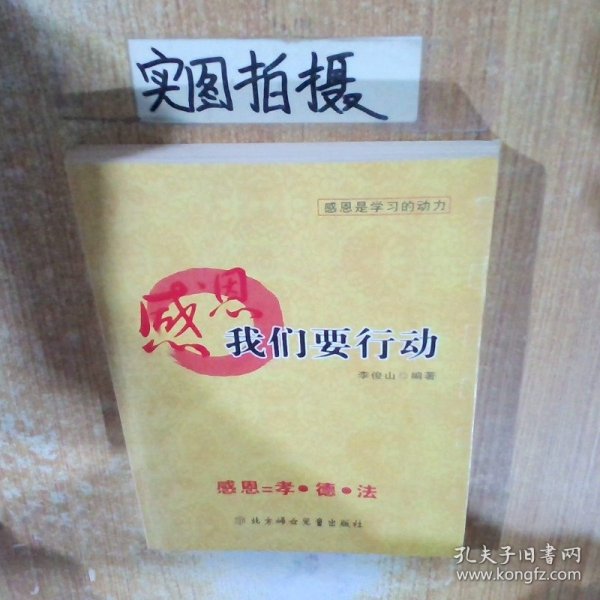 实图拍摄
感恩是学习的动力
感恩
我们要行动
李俊山 编著
感恩=孝·德·法
北方妇女儿童出版社
孔夫子旧书网
www.kongfz.com